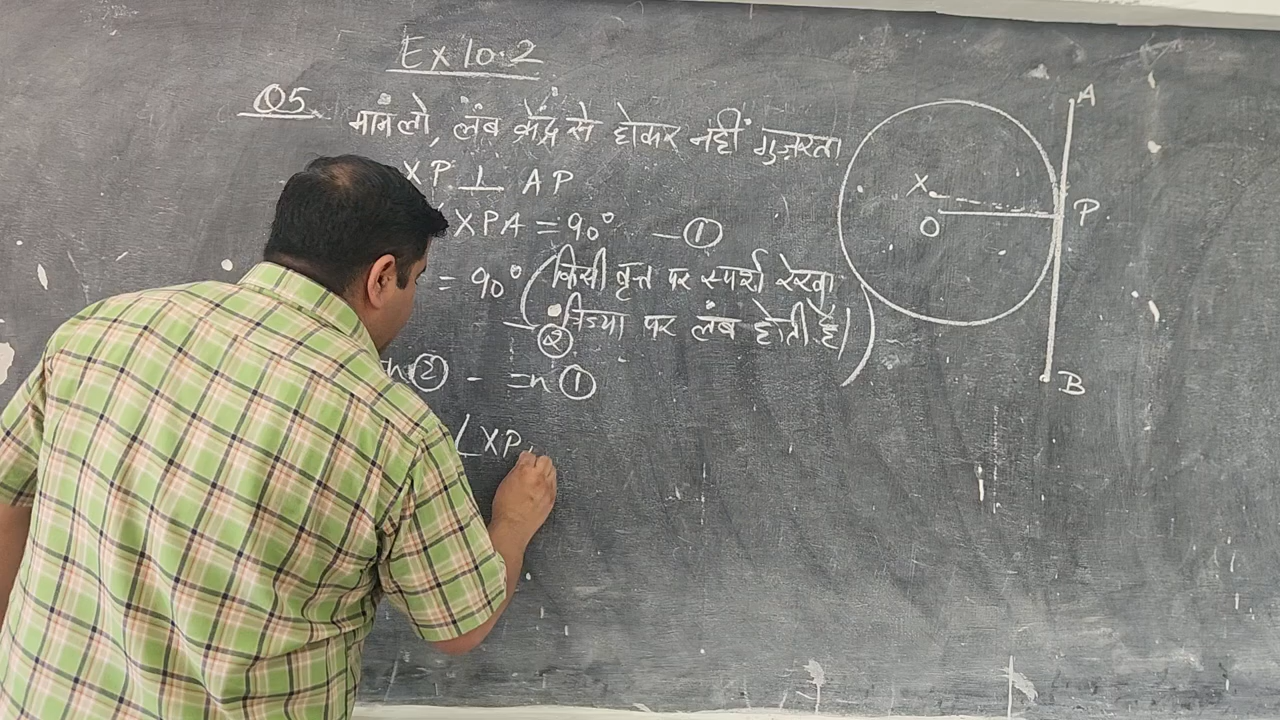 Ex 10.2
Q5 मानलो, लंब केंद्र से होकर नहीं गुज़रता
XP ⊥ AP
XPA = 90° - ①
= 90° (किसी वृत्त पर स्पर्श रेखा
- ② त्रिज्या पर लंब होती है।)
n ② - =n ①
∠XP
A
X
P
O
B